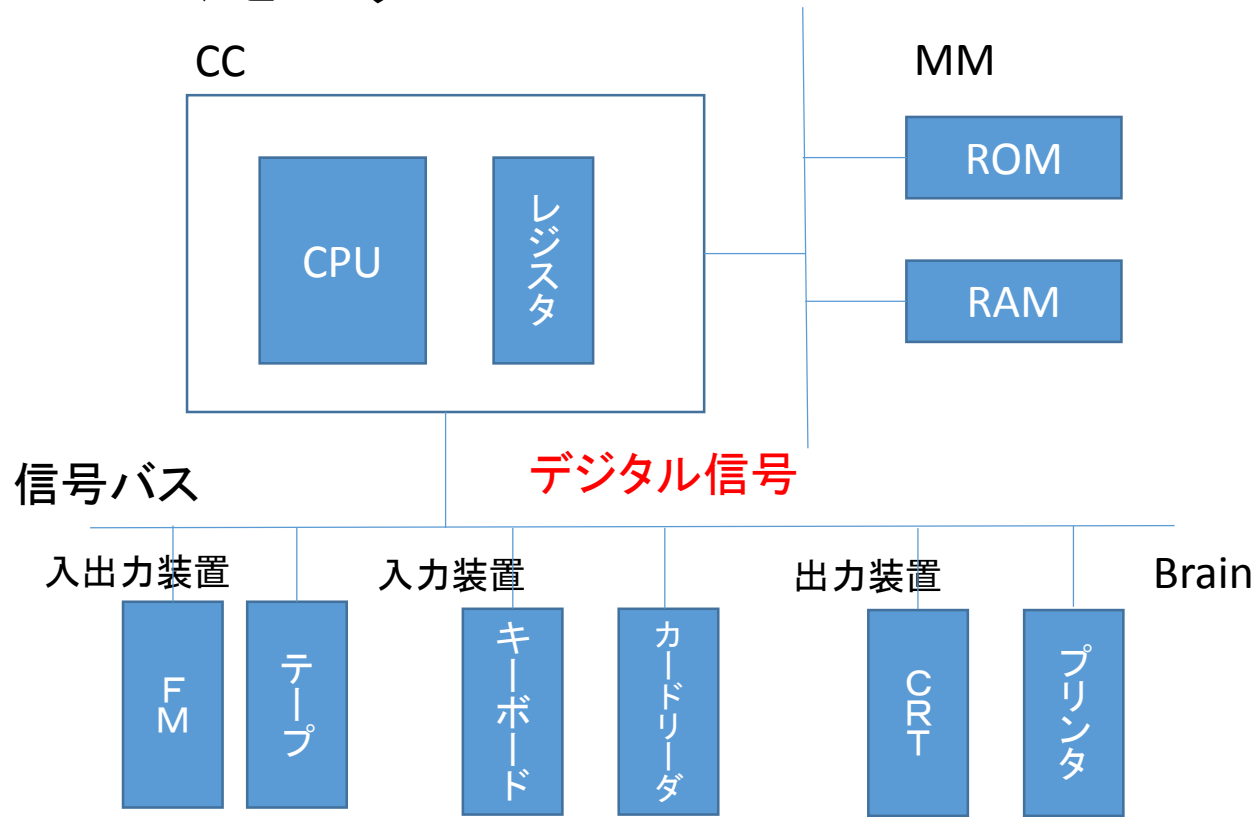 CC
MM
CPU
レジスタ
ROM
RAM
信号バス
デジタル信号
入出力装置
入力装置
出力装置
Brain
FM
テープ
キーボード
カードリーダ
CRT
プリンタ